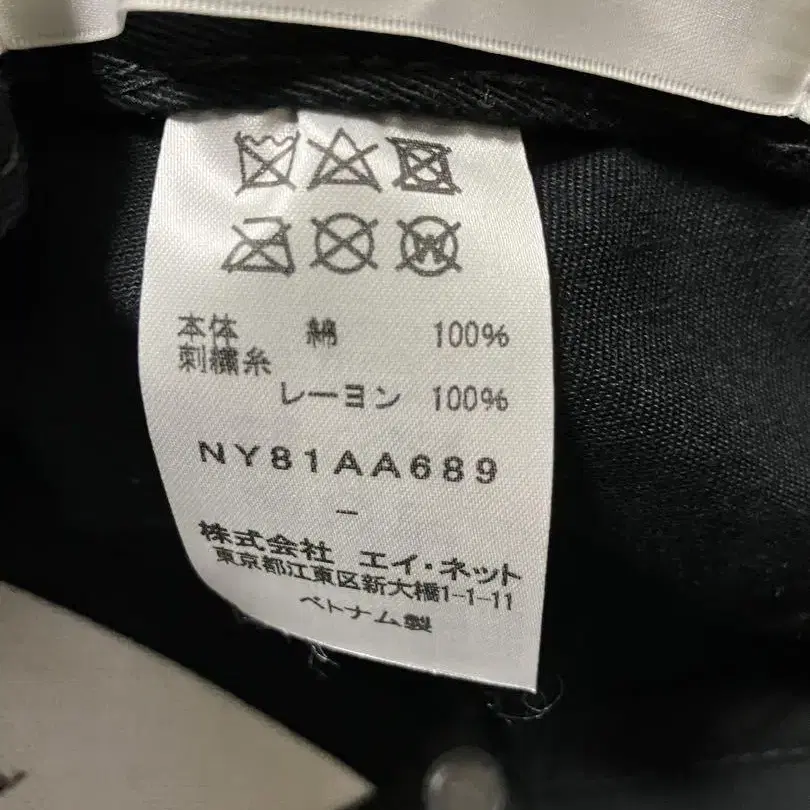 本体 綿 100%
刺繍糸
レーヨン 100%
NY81AA689
–
株式会社 エイ・ネット
東京都江東区新大橋1-1-11
ベトナム製